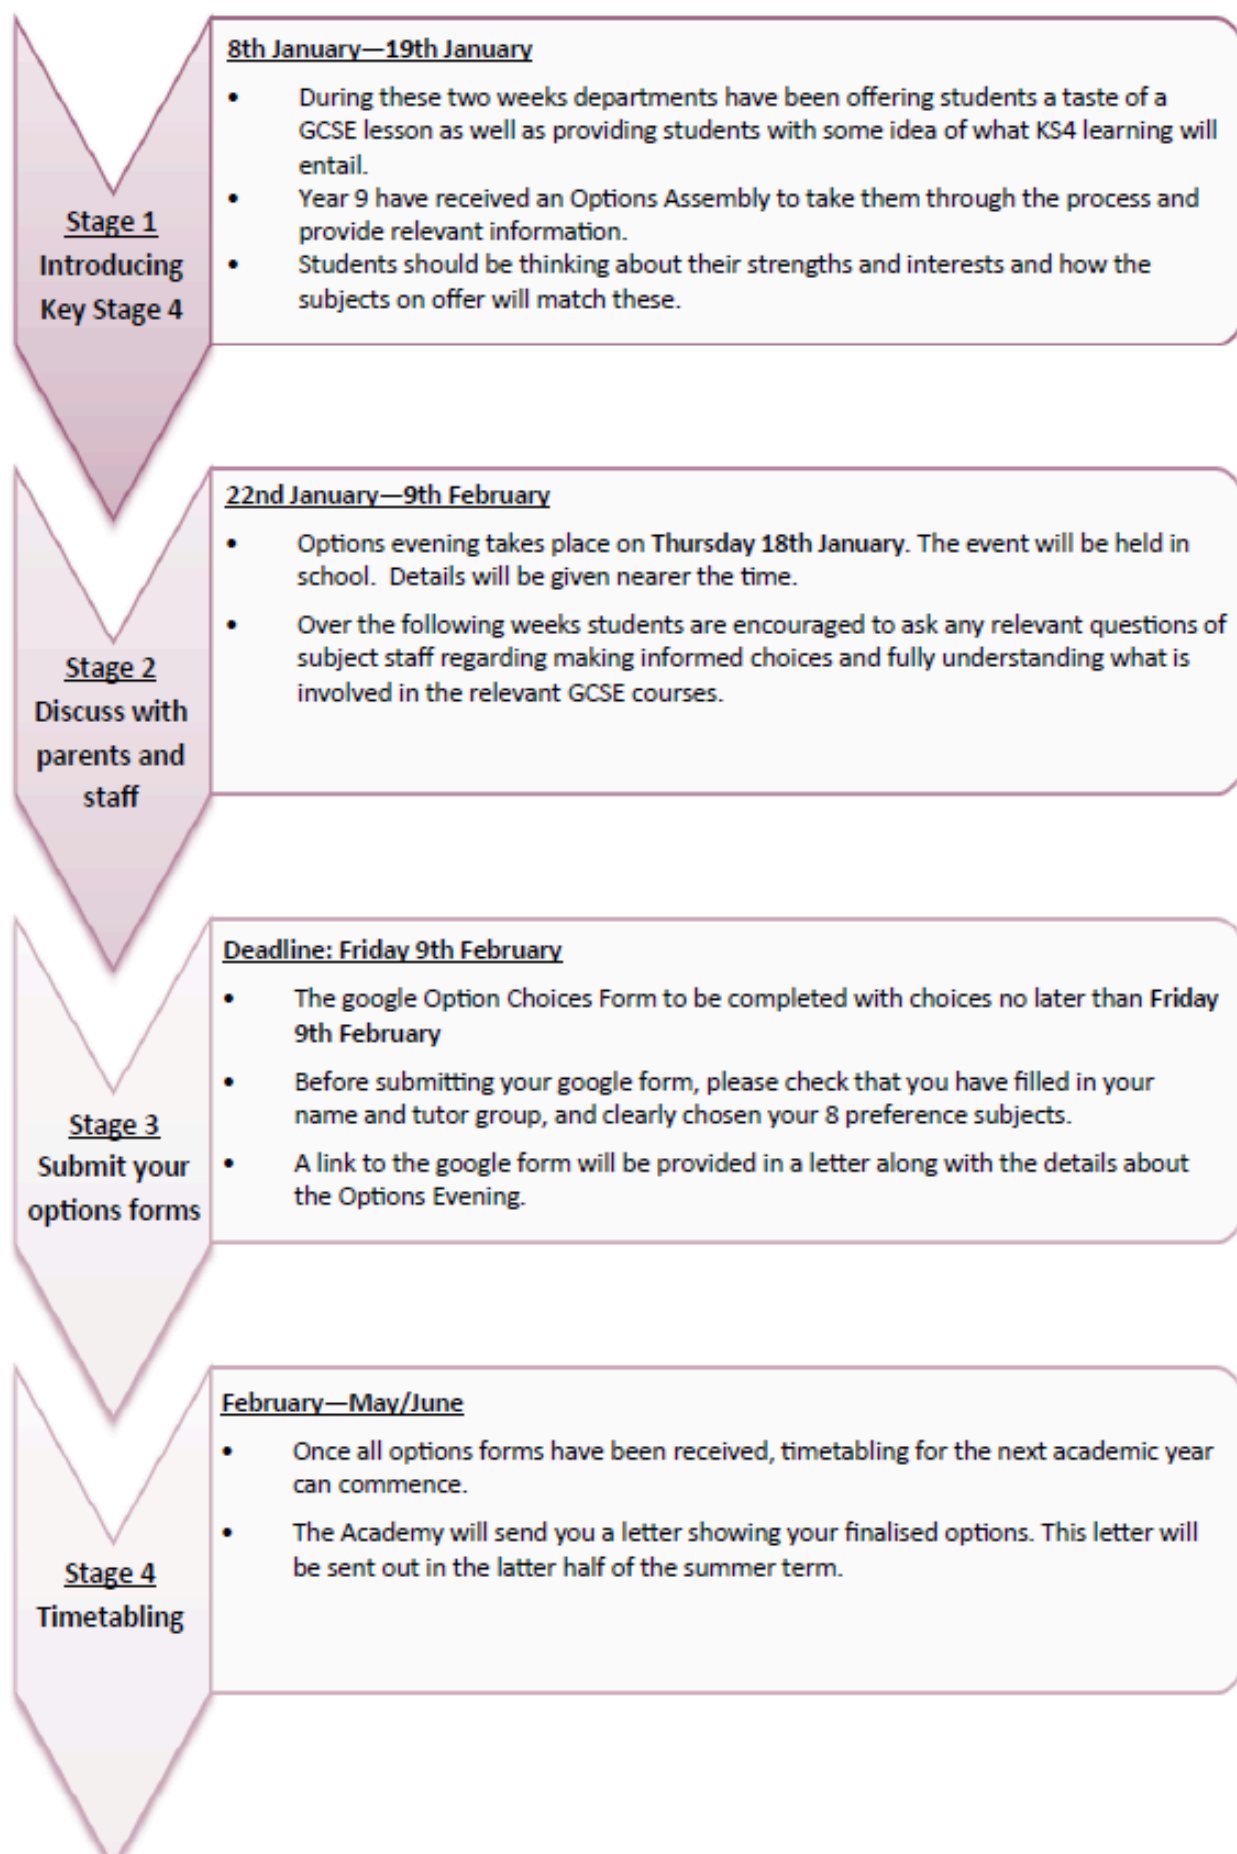 8th January—19th January
• During these two weeks departments have been offering students a taste of a
GCSE lesson as well as providing students with some idea of what KS4 learning will
entail.
• Year 9 have received an Options Assembly to take them through the process and
provide relevant information.
• Students should be thinking about their strengths and interests and how the
subjects on offer will match these.
Stage 1
Introducing
Key Stage 4
22nd January—9th February
• Options evening takes place on Thursday 18th January. The event will be held in
school.  Details will be given nearer the time.
• Over the following weeks students are encouraged to ask any relevant questions of
subject staff regarding making informed choices and fully understanding what is
involved in the relevant GCSE courses.
Stage 2
Discuss with
parents and
staff
Deadline: Friday 9th February
• The google Option Choices Form to be completed with choices no later than Friday
9th February
• Before submitting your google form, please check that you have filled in your
name and tutor group, and clearly chosen your 8 preference subjects.
• A link to the google form will be provided in a letter along with the details about
the Options Evening.
Stage 3
Submit your
options forms
February—May/June
• Once all options forms have been received, timetabling for the next academic year
can commence.
• The Academy will send you a letter showing your finalised options. This letter will
be sent out in the latter half of the summer term.
Stage 4
Timetabling